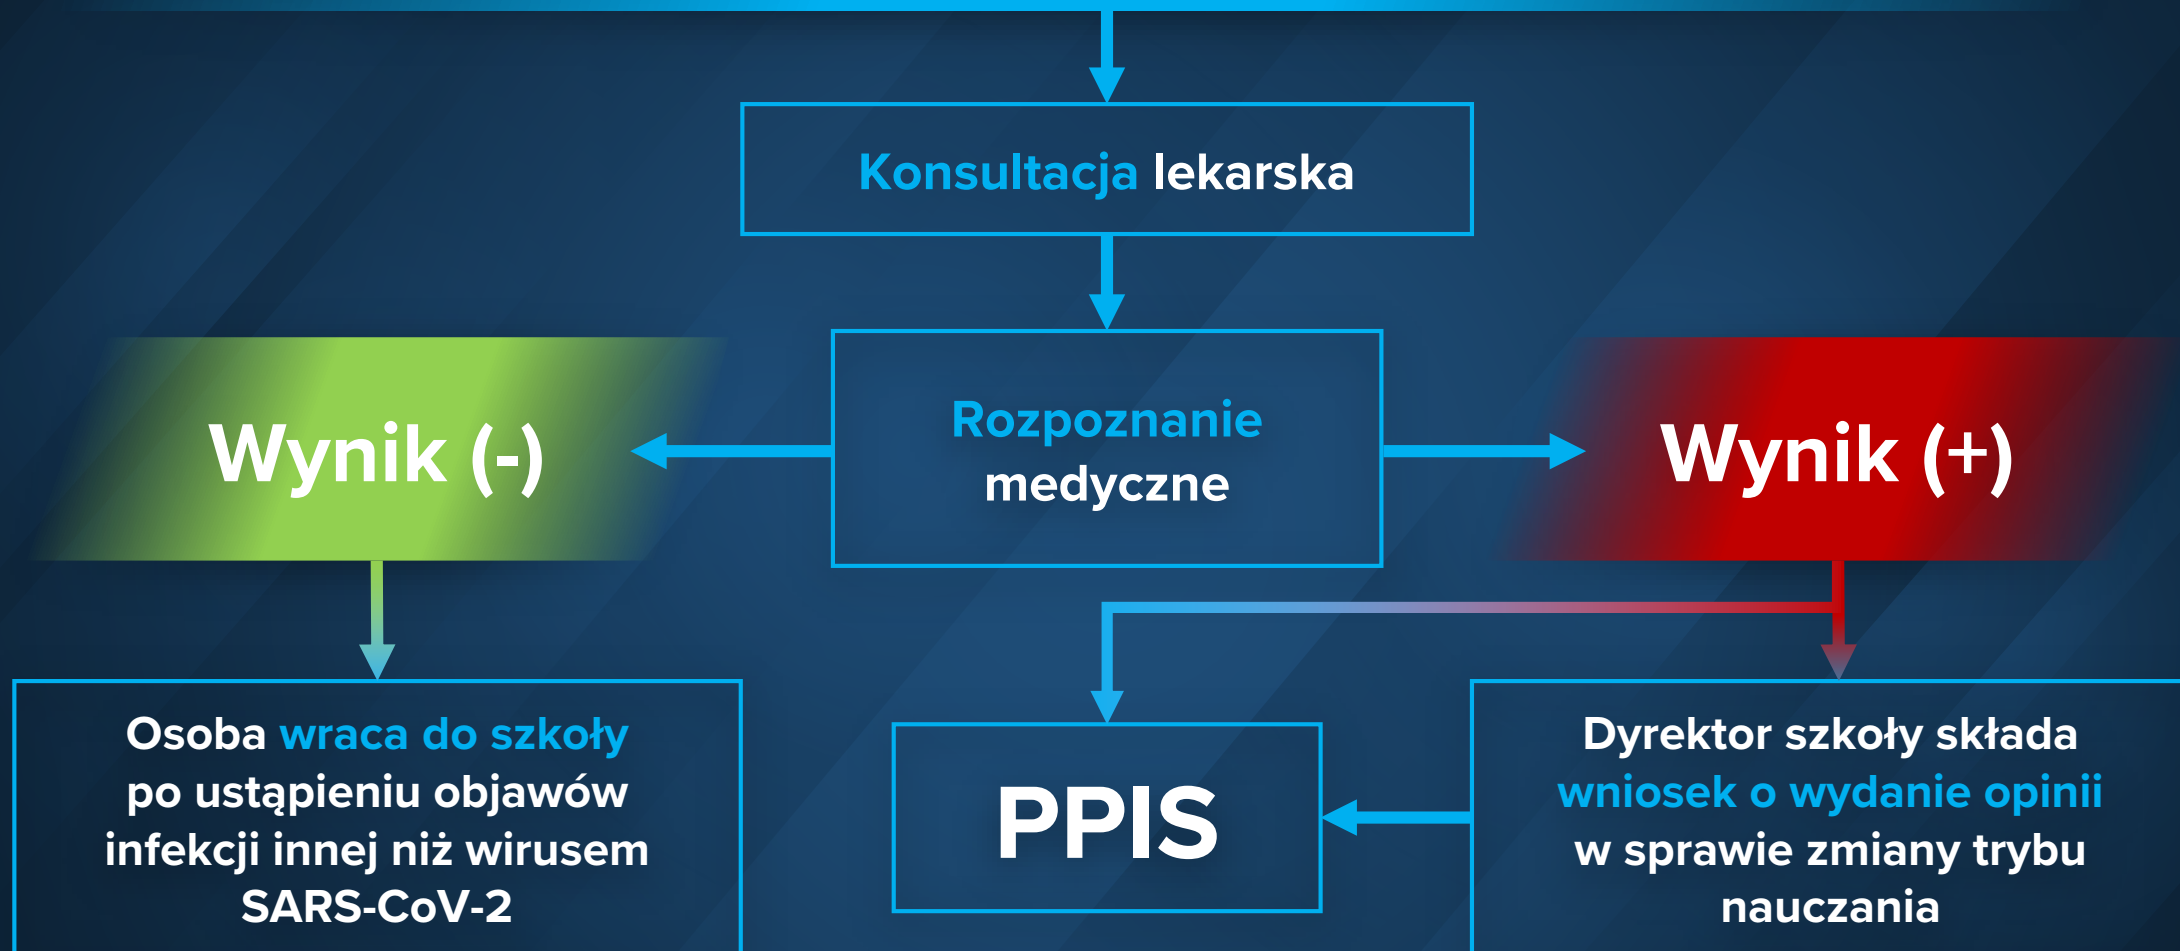 Konsultacja lekarska
Rozpoznanie
medyczne
Wynik (-)
Wynik (+)
Osoba wraca do szkoły
po ustąpieniu objawów
infekcji innej niż wirusem
SARS-CoV-2
PPIS
Dyrektor szkoły składa
wniosek o wydanie opinii
w sprawie zmiany trybu
nauczania